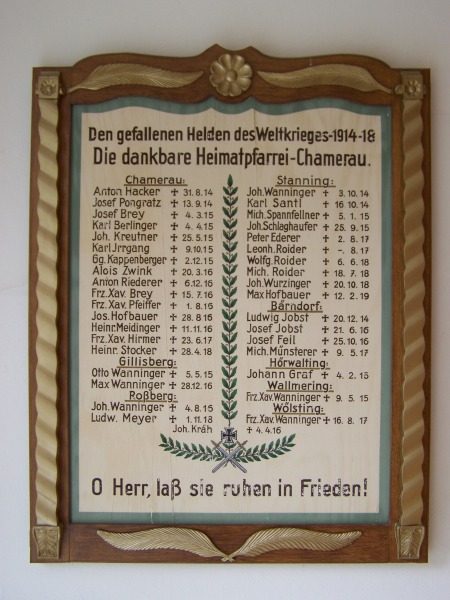 Den gefallenen Helden des Weltkrieges-1914-18
Die dankbare Heimatpfarrei-Chamerau.
Chamerau:
Anton Hacker + 31.8.14
Josef Pongratz + 13.9.14
Josef Brey + 4.3.15
Karl Berlinger + 4.4.15
Joh. Kreutner + 25.5.15
Karl Jrrgang + 9.10.15
Gg. Kappenberger + 2.12.15
Alois Zwink + 20.3.16
Anton Riederer + 6.12.15
Frz. Xav. Brey + 15.7.16
Frz. Xav. Pfeiffer + 1.8.15
Jos. Hofbauer + 28.8.16
Heinr. Meidinger + 11.11.16
Frz. Xav. Hirmer + 23.6.17
Heinr. Stocker + 28.4.18
Gillisberg:
Otto Wanninger + 5.5.15
Max Wanninger + 28.12.16
Roßberg:
Joh. Wanninger + 4.8.15
Ludw. Meyer + 1.11.18
Stanning:
Joh. Wanninger + 3.10.14
Karl Santl + 16.10.14
Mich. Spannfellner + 5.1.15
Joh. Schlaghaufer + 25.9.15
Peter Ederer + 2.8.17
Leonh. Roider + -.8.17
Wolfg. Roider + 6.6.18
Mich. Roider + 18.7.18
Joh. Wurzinger + 20.10.18
Max Hofbauer + 12.2.19
Bärndorf:
Ludwig Jobst + 20.12.14
Josef Jobst + 21.6.16
Josef Feil + 25.10.16
Mich. Münsterer + 9.5.17
Hörwalting:
Johann Graf + 4.2.15
Wallmering:
Frz. Xav. Wanninger + 9.5.15
Wölsting:
Frz. Xav. Wanninger + 16.8.17
Joh. Kräh + 4.4.16
O Herr, laß sie ruhen in Frieden!